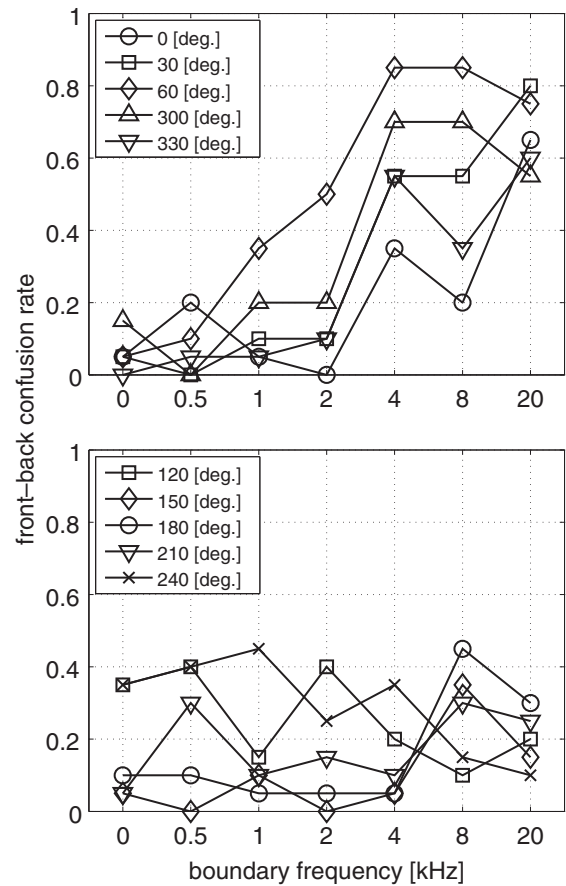 front–back confusion rate
1
0.8
0.6
0.4
0.2
0
0 [deg.]
30 [deg.]
60 [deg.]
300 [deg.]
330 [deg.]
0 0.5 1 2 4 8 20
1
0.8
0.6
0.4
0.2
0
120 [deg.]
150 [deg.]
180 [deg.]
210 [deg.]
240 [deg.]
0 0.5 1 2 4 8 20
boundary frequency [kHz]